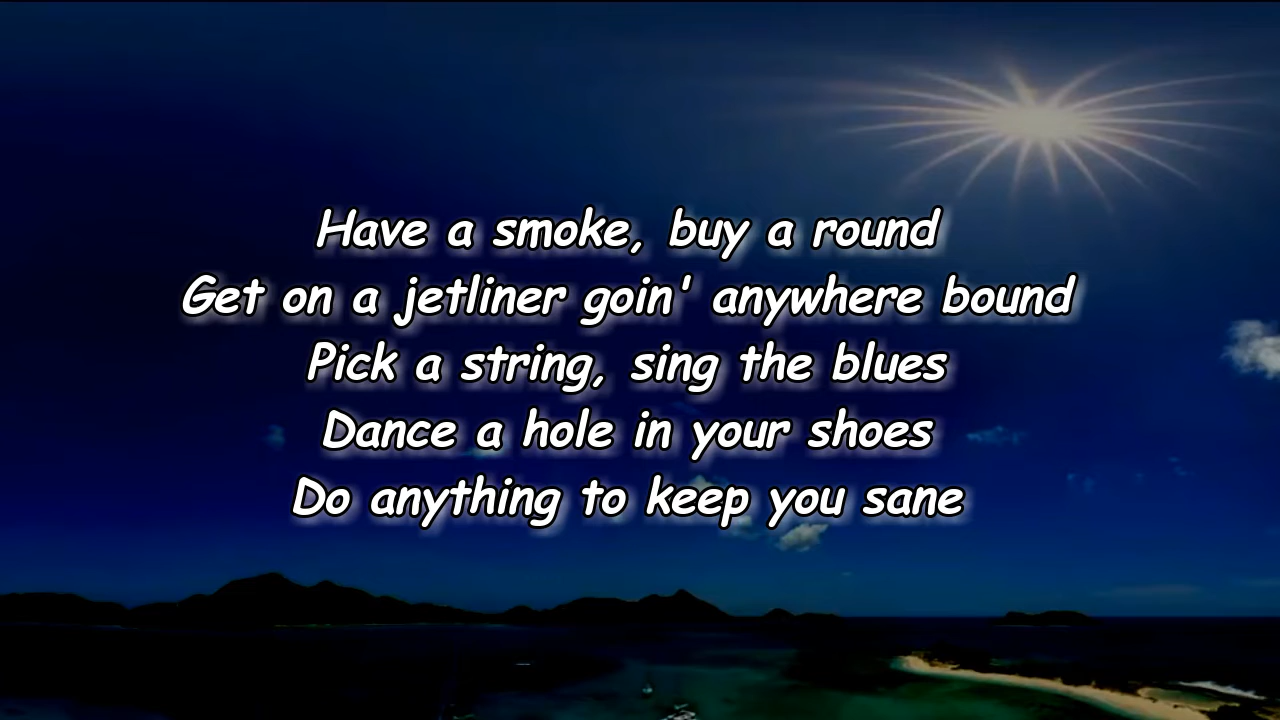 Have a smoke, buy a round
Get on a jetliner goin' anywhere bound
Pick a string, sing the blues
Dance a hole in your shoes
Do anything to keep you sane